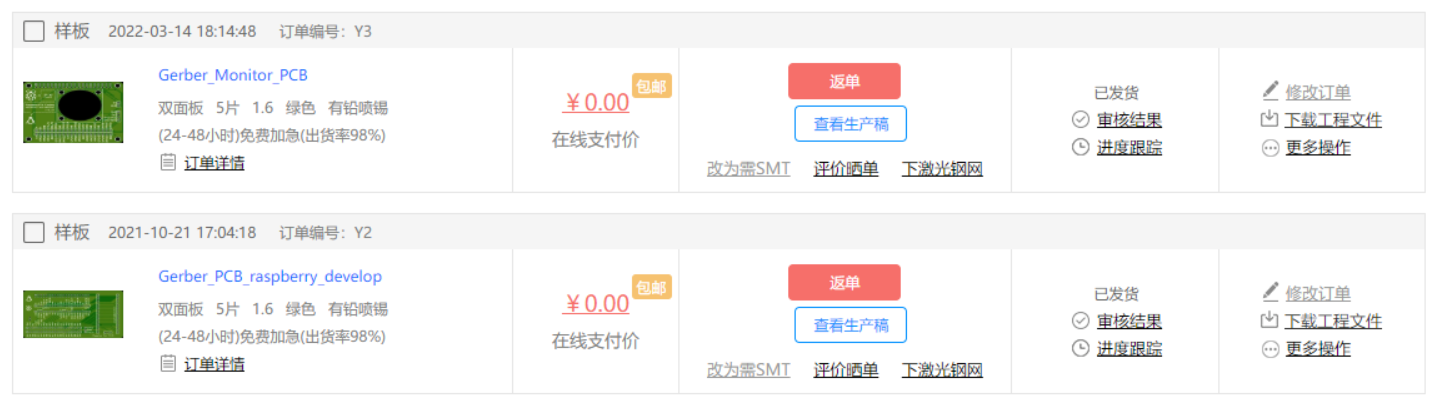 样板 2022-03-14 18:14:48 订单编号：Y3
Gerber_Monitor_PCB
双面板 5片 1.6 绿色 有铅喷锡
(24-48小时)免费加急(出货率98%)
订单详情
包邮
￥0.00
在线支付价
返单
查看生产稿
改为需SMT 评价晒单 下激光钢网
已发货
审核结果
进度跟踪
修改订单
下载工程文件
更多操作
样板 2021-10-21 17:04:18 订单编号：Y2
Gerber_PCB_raspberry_develop
双面板 5片 1.6 绿色 有铅喷锡
(24-48小时)免费加急(出货率98%)
订单详情
包邮
￥0.00
在线支付价
返单
查看生产稿
改为需SMT 评价晒单 下激光钢网
已发货
审核结果
进度跟踪
修改订单
下载工程文件
更多操作